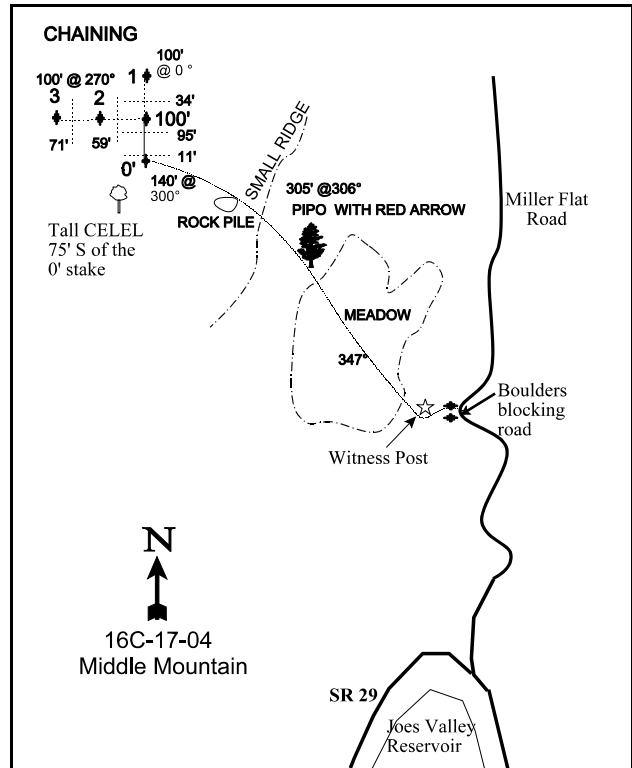 CHAINING
100'
@ 0 °
1
100' @ 270°
3
2
34'
100'
95'
71'
59'
11'
0'
140' @
300°
SMALL RIDGE
ROCK PILE
305' @306°
PIPO WITH RED ARROW
Miller Flat
Road
Tall CELEL
75' S of the
0' stake
MEADOW
347°
Boulders
blocking
road
Witness Post
N
16C-17-04
Middle Mountain
SR 29
Joes Valley
Reservoir